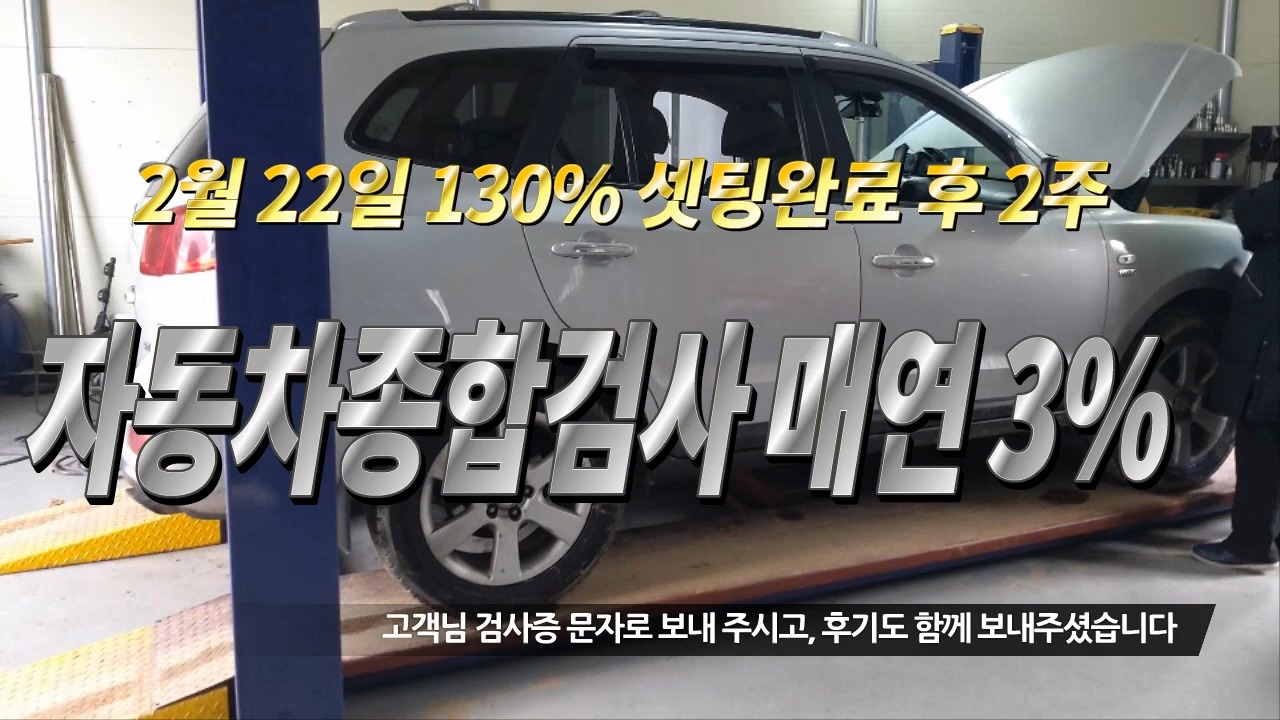 2월 22일 130% 셋팅완료 후 2주
자동차종합검사 매연 3%
고객님 검사증 문자로 보내 주시고, 후기도 함께 보내주셨습니다